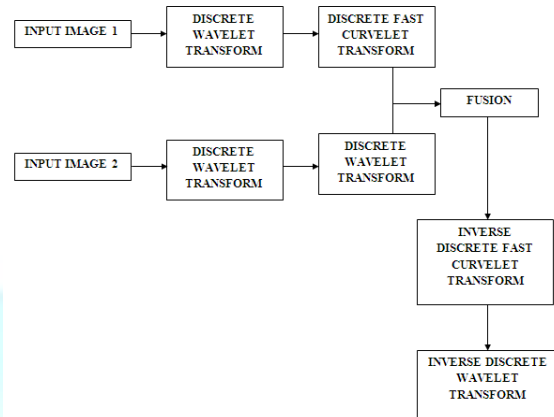 INPUT IMAGE 1
DISCRETE
WAVELET
TRANSFORM
DISCRETE FAST
CURVELET
TRANSFORM
FUSION
INPUT IMAGE 2
DISCRETE
WAVELET
TRANSFORM
DISCRETE
WAVELET
TRANSFORM
INVERSE
DISCRETE FAST
CURVELET
TRANSFORM
INVERSE DISCRETE
WAVELET
TRANSFORM